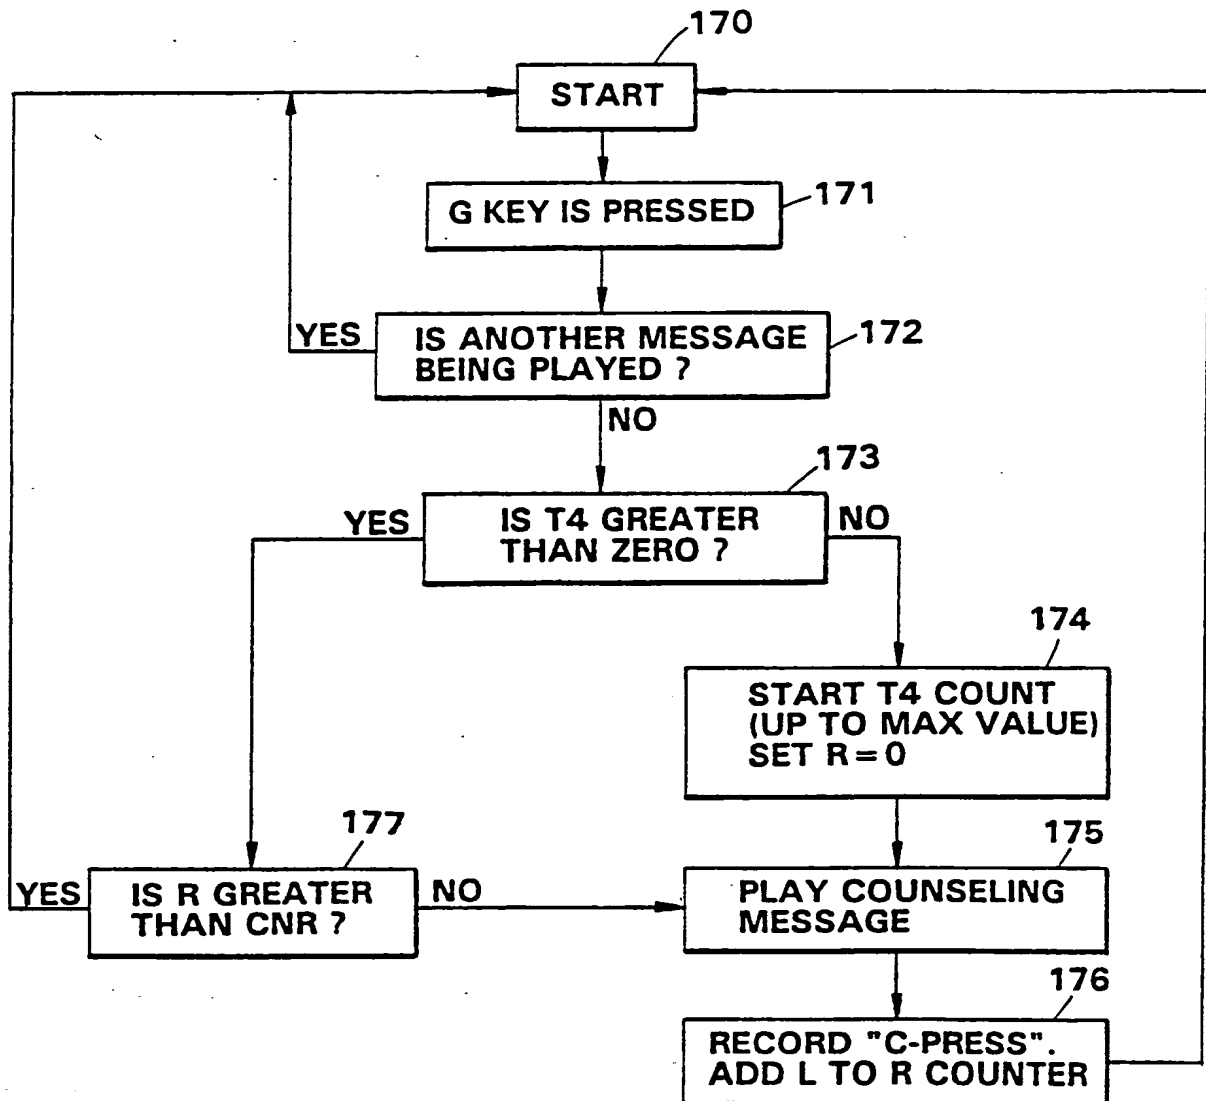 170
START
G KEY IS PRESSED
171
YES
IS ANOTHER MESSAGE
BEING PLAYED ?
172
NO
173
YES
IS T4 GREATER
THAN ZERO ?
NO
174
START T4 COUNT
(UP TO MAX VALUE)
SET R=0
177
YES
IS R GREATER
THAN CNR ?
NO
175
PLAY COUNSELING
MESSAGE
176
RECORD "C-PRESS".
ADD L TO R COUNTER